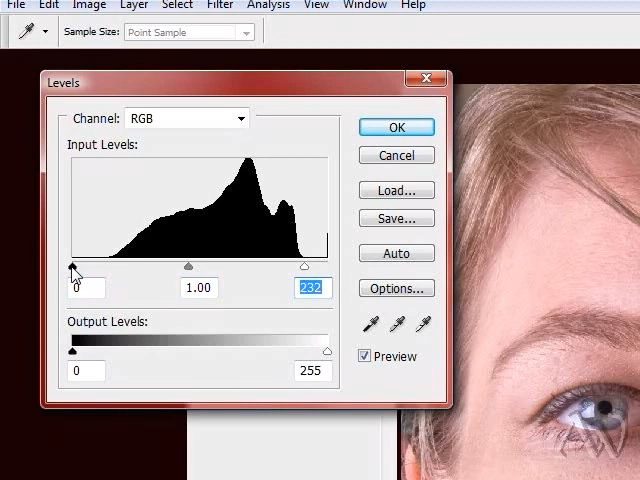 File Edit Image Layer Select Filter Analysis View Window Help
Sample Size: Point Sample
Levels
Channel: RGB
Input Levels:
0 1.00 232
Output Levels:
0 255
OK
Cancel
Load...
Save...
Auto
Options...
Preview